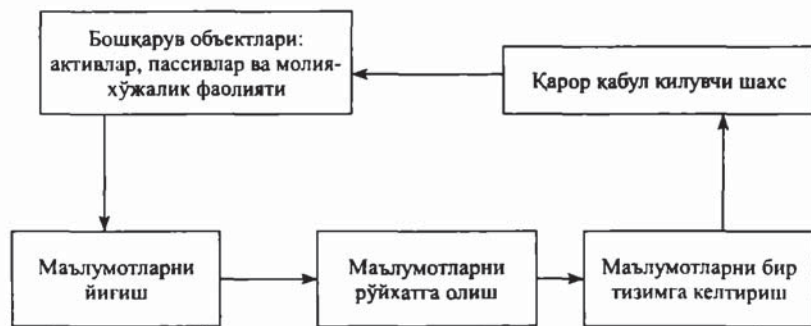 Бошқарув объектлари:
активлар, пассивлар ва молия-
хўжалик фаолияти
Қарор қабул килувчи шахс
Маълумотларни
йиғиш
Маълумотларни
рўйхатга олиш
Маълумотларни бир
тизимга келтириш